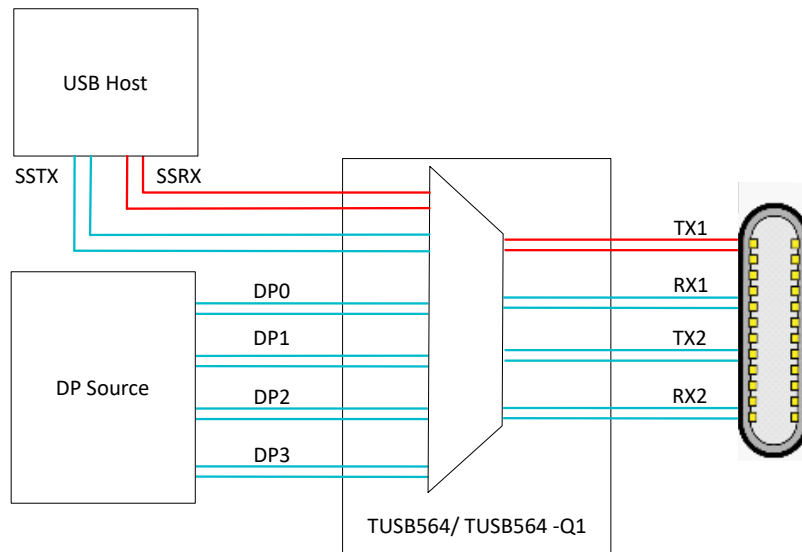 USB Host
SSTX
SSRX
TX1
RX1
TX2
RX2
DP0
DP1
DP2
DP3
DP Source
TUSB564/ TUSB564 -Q1